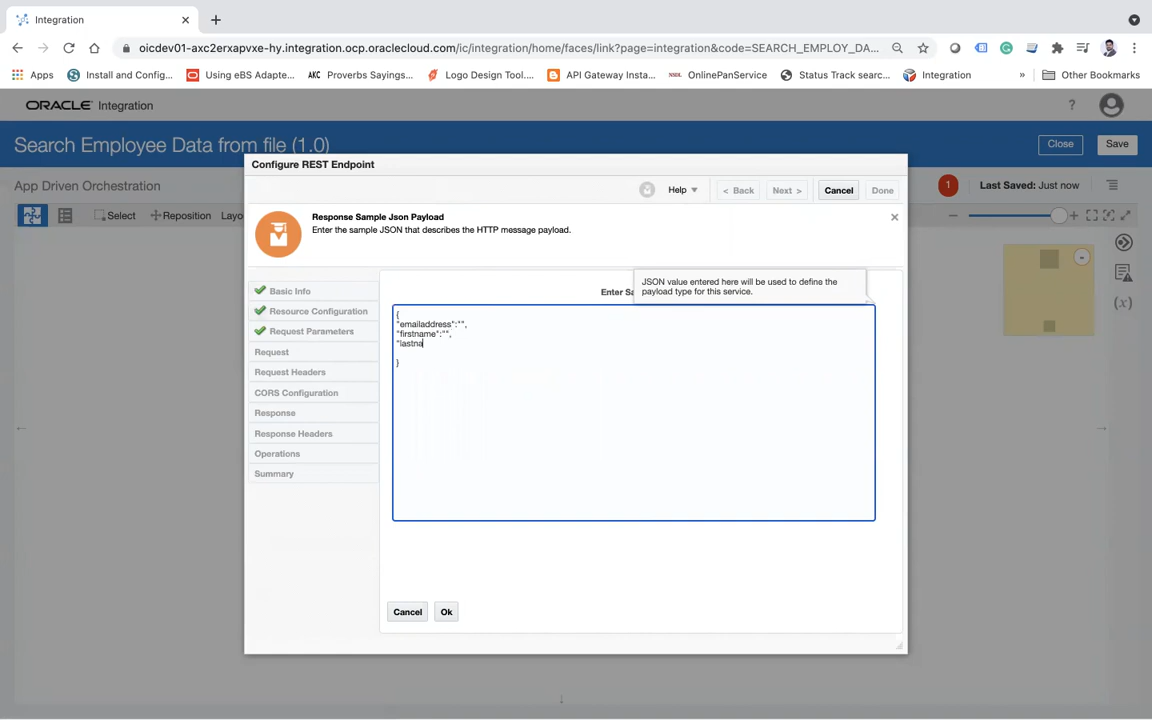 Integration
oicdev01-axc2erxapvxe-hy.integration.ocp.oraclecloud.com/ic/integration/home/faces/link?page=integration&code=SEARCH_EMPLOY_DA...
Apps
Install and Config...
Using eBS Adapte...
AKC Proverbs Sayings...
Logo Design Tool....
API Gateway Insta...
NSDL OnlinePanService
Status Track searc...
Integration
»
Other Bookmarks
ORACLE Integration
?
Search Employee Data from file (1.0)
Close
Save
App Driven Orchestration
1
Last Saved: Just now
Select
Reposition
Layo
Configure REST Endpoint
Help
< Back
Next >
Cancel
Done
Response Sample Json Payload
Enter the sample JSON that describes the HTTP message payload.
Basic Info
Resource Configuration
Request Parameters
Request
Request Headers
CORS Configuration
Response
Response Headers
Operations
Summary
JSON value entered here will be used to define the
payload type for this service.
Enter Sa
{
"emailaddress":"",
"firstname":"",
"lastna
}
Cancel
Ok
(x)